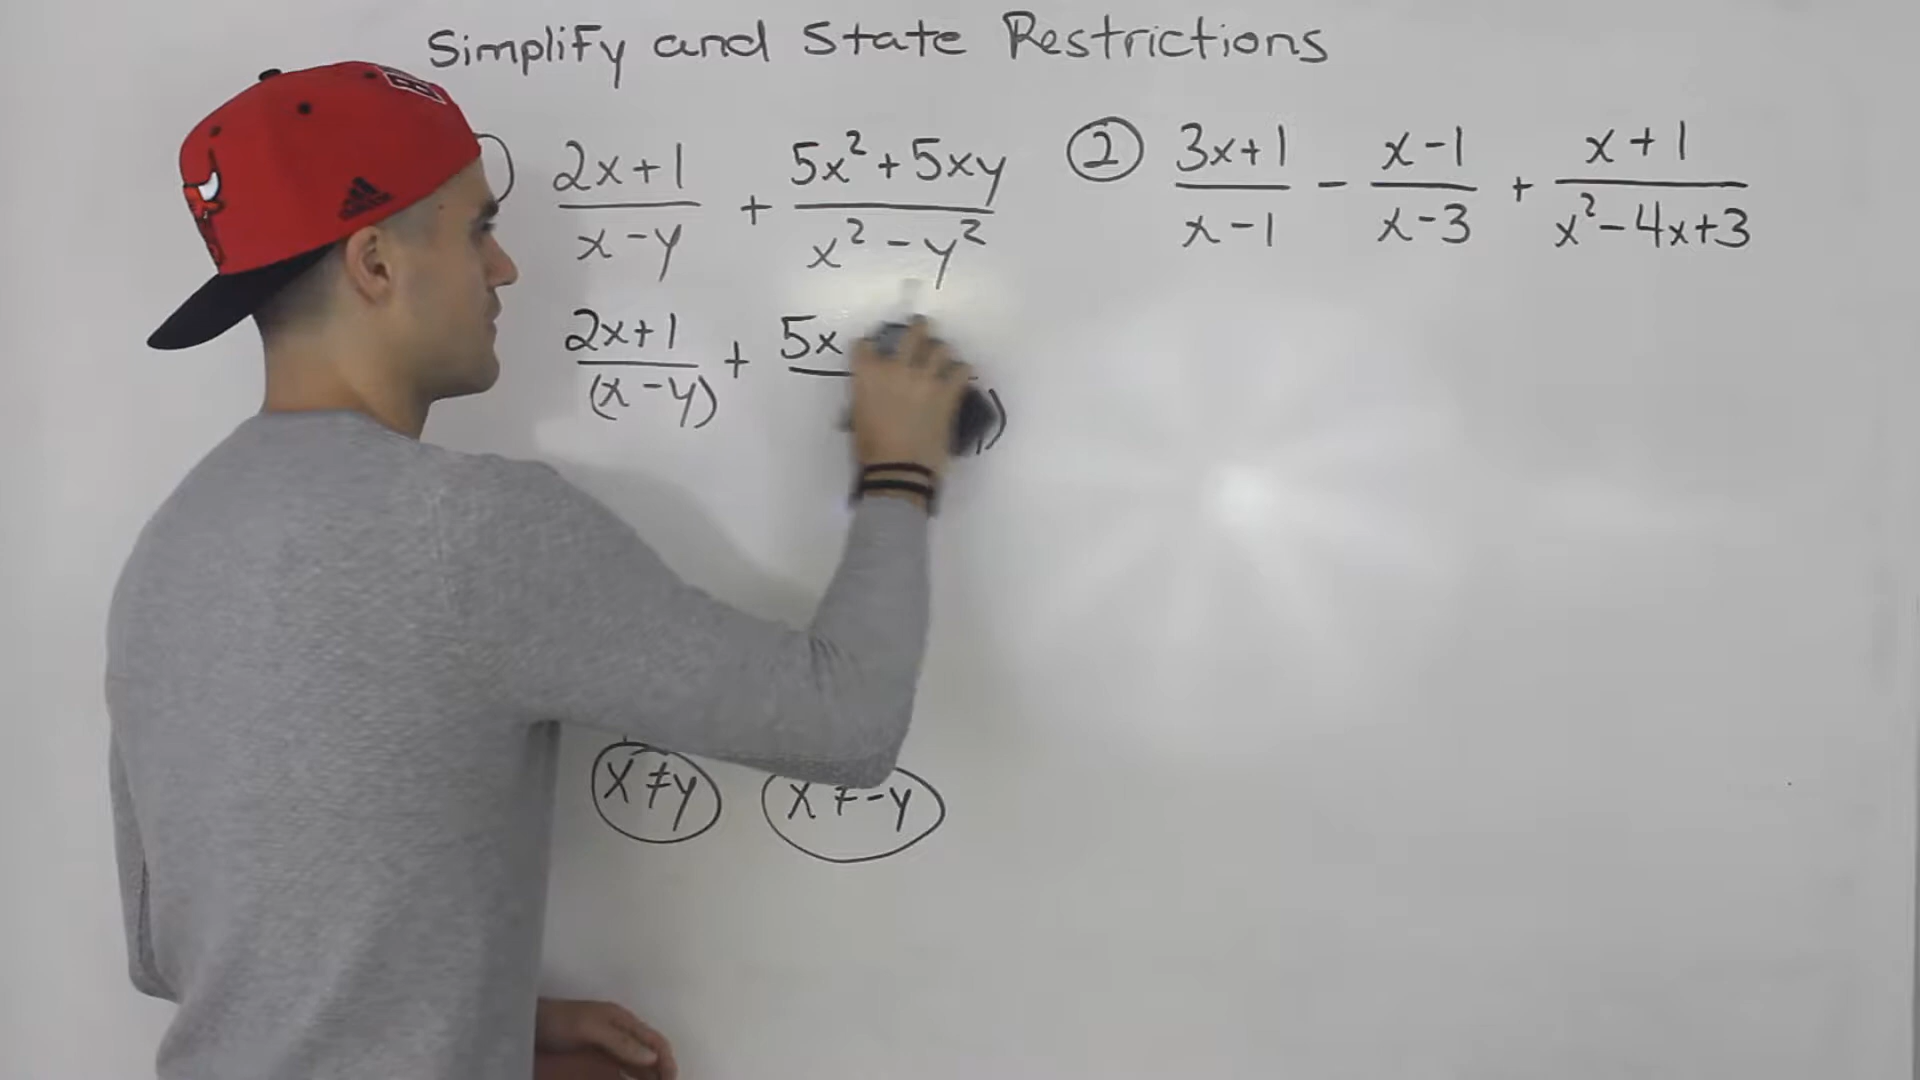 Simplify and State Restrictions
2x+1 / x-y + 5x²+5xy / x²-y²
2x+1 / (x-y) + 5x )
x≠y x≠-y
② 3x+1 / x-1 - x-1 / x-3 + x+1 / x²-4x+3